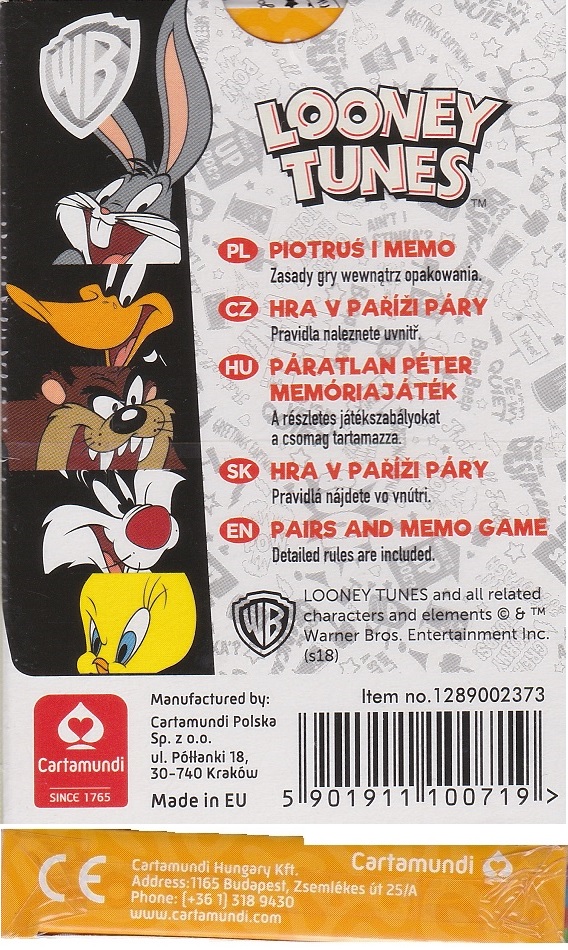 WB
LOONEY
TUNES
TM
PL PIOTRUŚ I MEMO
Zasady gry wewnątrz opakowania.
CZ HRA V PAŘÍŽI PÁRY
Pravidla naleznete uvnitř.
HU PÁRATLAN PÉTER
MEMÓRIAJÁTÉK
A részletes játékszabályokat
a csomag tartamazza.
SK HRA V PAŘÍŽI PÁRY
Pravidlá nájdete vo vnútri.
EN PAIRS AND MEMO GAME
Detailed rules are included.
WB
LOONEY TUNES and all related
characters and elements © & ™
Warner Bros. Entertainment Inc.
(s18)
Cartamundi
SINCE 1765
Manufactured by:
Cartamundi Polska
Sp. z o.o.
ul. Półłanki 18,
30-740 Kraków
Made in EU
Item no.1289002373
5 901911 100719 >
CE
Cartamundi Hungary Kft.
Address:1165 Budapest, Zsemlékes út 25/A
Phone: (+36 1) 318 9430
www.cartamundi.com
Cartamundi